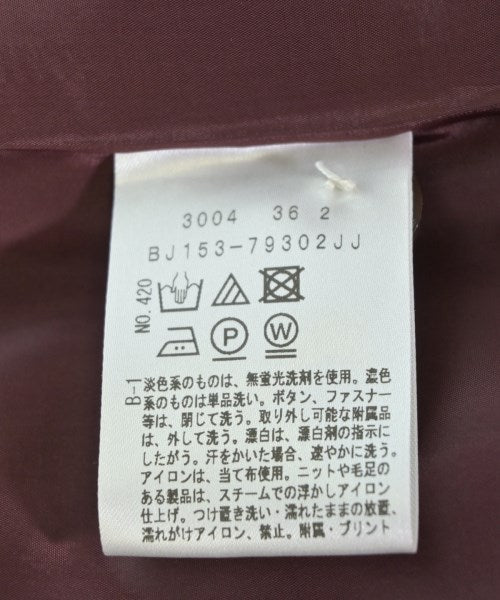 3004 36 2
BJ153-79302JJ
NO.420
P
W
B-1
淡色系のものは、無蛍光洗剤を使用。濃色
系のものは単品洗い。ボタン、ファスナー
等は、閉じて洗う。取り外し可能な附属品
は、外して洗う。漂白は、漂白剤の指示に
したがう。汗をかいた場合、速やかに洗う。
アイロンは、当て布使用。ニットや毛足の
ある製品は、スチームでの浮かしアイロン
仕上げ。つけ置き洗い・濡れたままの放置、
濡れがけアイロン、禁止。附属・プリント